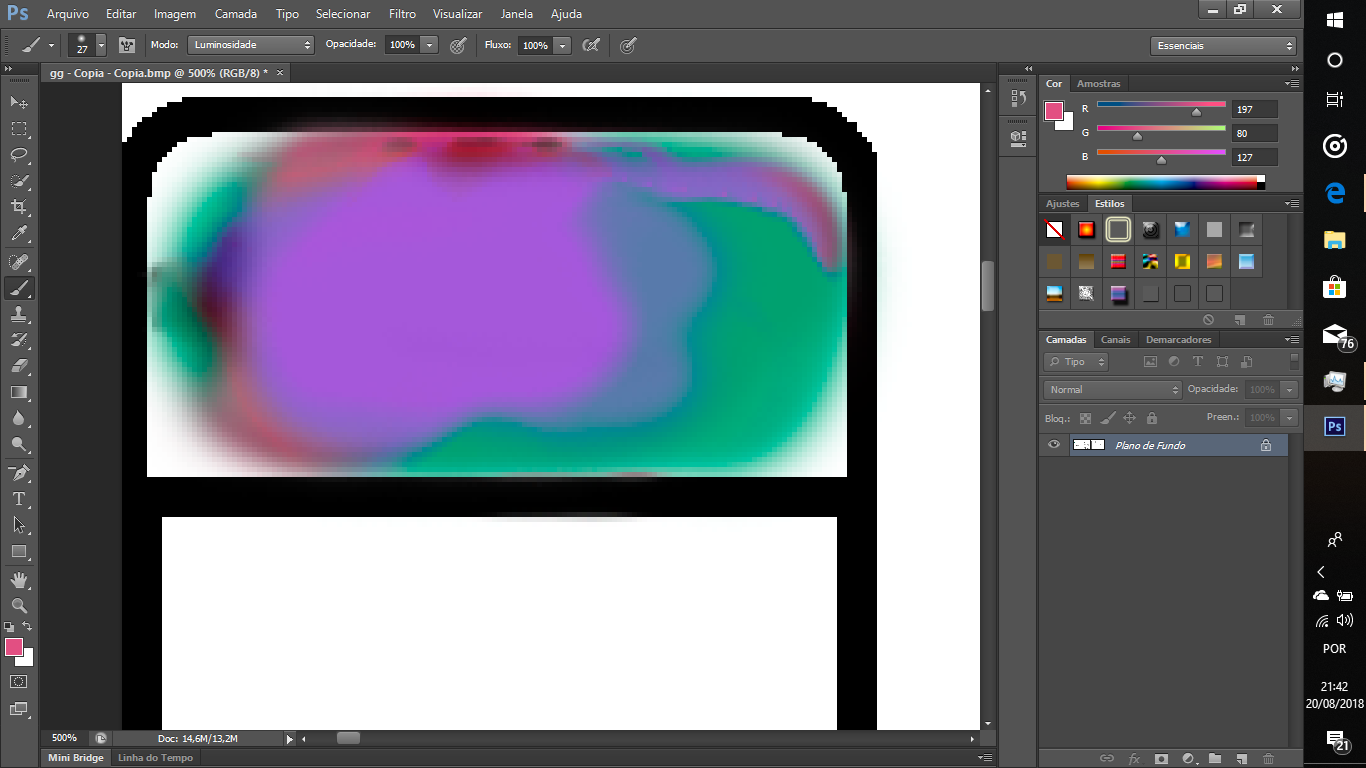 Ps Arquivo Editar Imagem Camada Tipo Selecionar Filtro Visualizar Janela Ajuda
27 Modo: Luminosidade Opacidade: 100% Fluxo: 100% Essenciais
gg - Copia - Copia.bmp @ 500% (RGB/8) * ×
Cor Amostras
R 197
G 80
B 127
Ajustes Estilos
Camadas Canais Demarcadores
Tipo
Normal Opacidade: 100%
Bloq.: Preen.: 100%
Plano de Fundo
76
Ps
POR
21:42
20/08/2018
21
500% Doc: 14,6M/13,2M
Mini Bridge Linha do Tempo